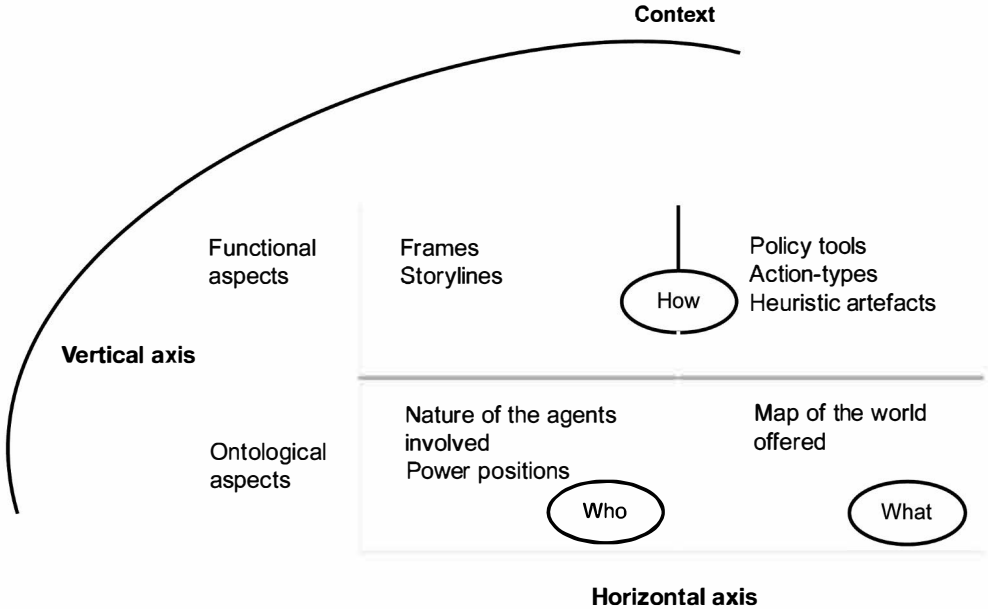 Context
Functional
aspects
Frames
Storylines
How
Policy tools
Action-types
Heuristic artefacts
Vertical axis
Ontological
aspects
Nature of the agents
involved
Power positions
Who
Map of the world
offered
What
Horizontal axis